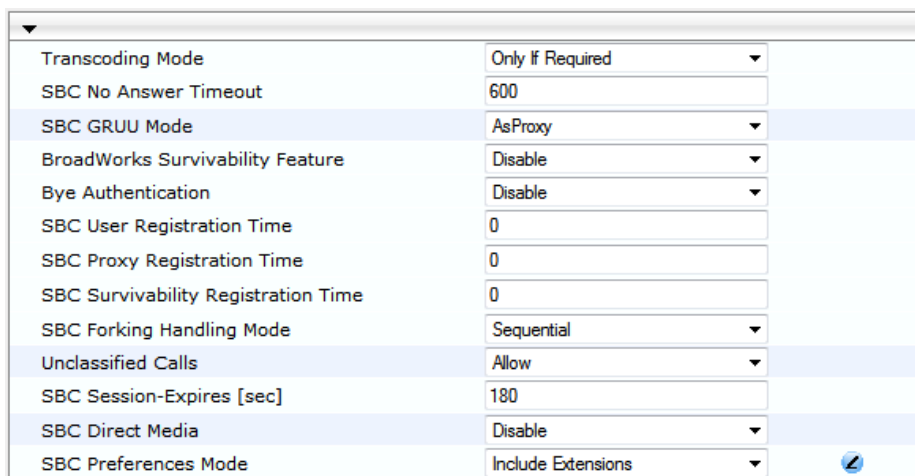 Transcoding Mode Only If Required
SBC No Answer Timeout 600
SBC GRUU Mode AsProxy
BroadWorks Survivability Feature Disable
Bye Authentication Disable
SBC User Registration Time 0
SBC Proxy Registration Time 0
SBC Survivability Registration Time 0
SBC Forking Handling Mode Sequential
Unclassified Calls Allow
SBC Session-Expires [sec] 180
SBC Direct Media Disable
SBC Preferences Mode Include Extensions